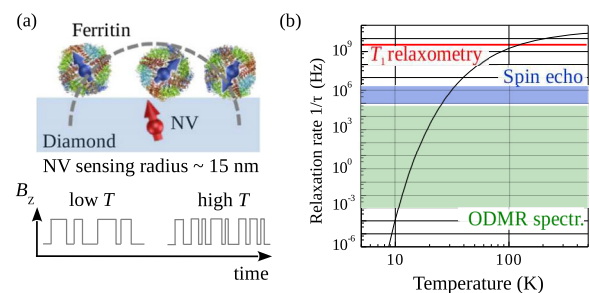 (a)
Ferritin
NV
Diamond
NV sensing radius ~ 15 nm
B_z
low T
high T
time
(b)
Relaxation rate 1/τ (Hz)
10^9
10^6
10^3
10^0
10^-3
10^-6
T_1 relaxometry
Spin echo
ODMR spectr.
10
100
Temperature (K)